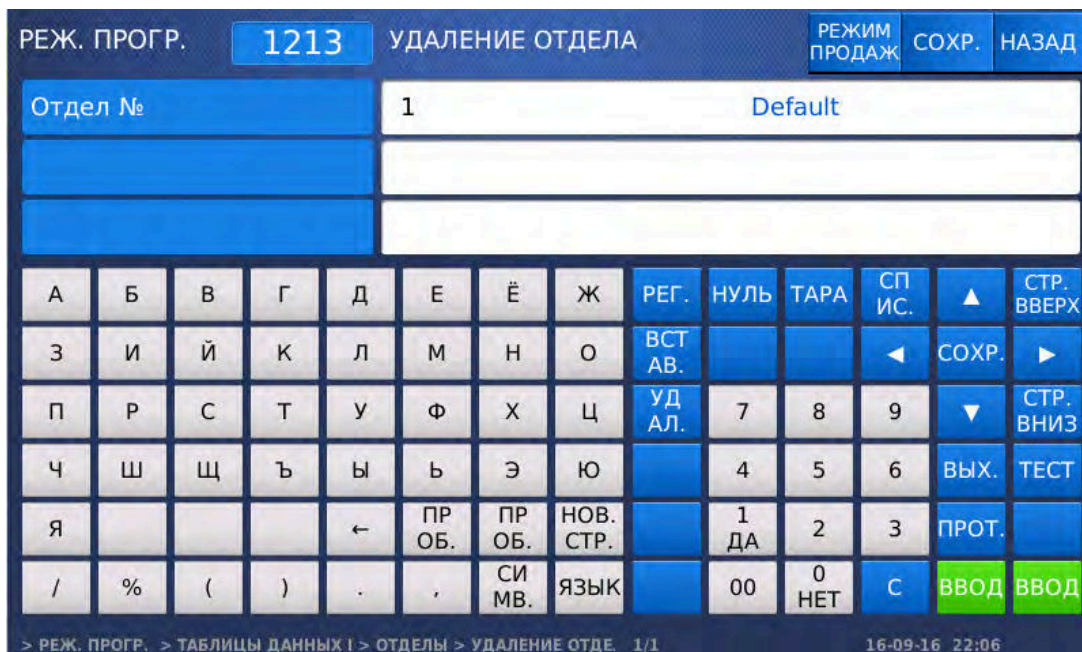 РЕЖ. ПРОГР. 1213 УДАЛЕНИЕ ОТДЕЛА РЕЖИМ ПРОДАЖ СОХР. НАЗАД
Отдел № 1 Default
А Б В Г Д Е Ё Ж РЕГ. НУЛЬ ТАРА СП ИС. ▲ СТР. ВВЕРХ
З И Й К Л М Н О ВСТ АВ. ◄ СОХР. ►
П Р С Т У Ф Х Ц УД АЛ. 7 8 9 ▼ СТР. ВНИЗ
Ч Ш Щ Ъ Ы Ь Э Ю 4 5 6 ВЫХ. ТЕСТ
Я ← ПР ОБ. ПР ОБ. НОВ. СТР. 1 ДА 2 3 ПРОТ.
/ % ( ) . , СИ МВ. ЯЗЫК 00 0 НЕТ С ВВОД ВВОД
> РЕЖ. ПРОГР. > ТАБЛИЦЫ ДАННЫХ I > ОТДЕЛЫ > УДАЛЕНИЕ ОТДЕ. 1/1 16-09-16 22:06